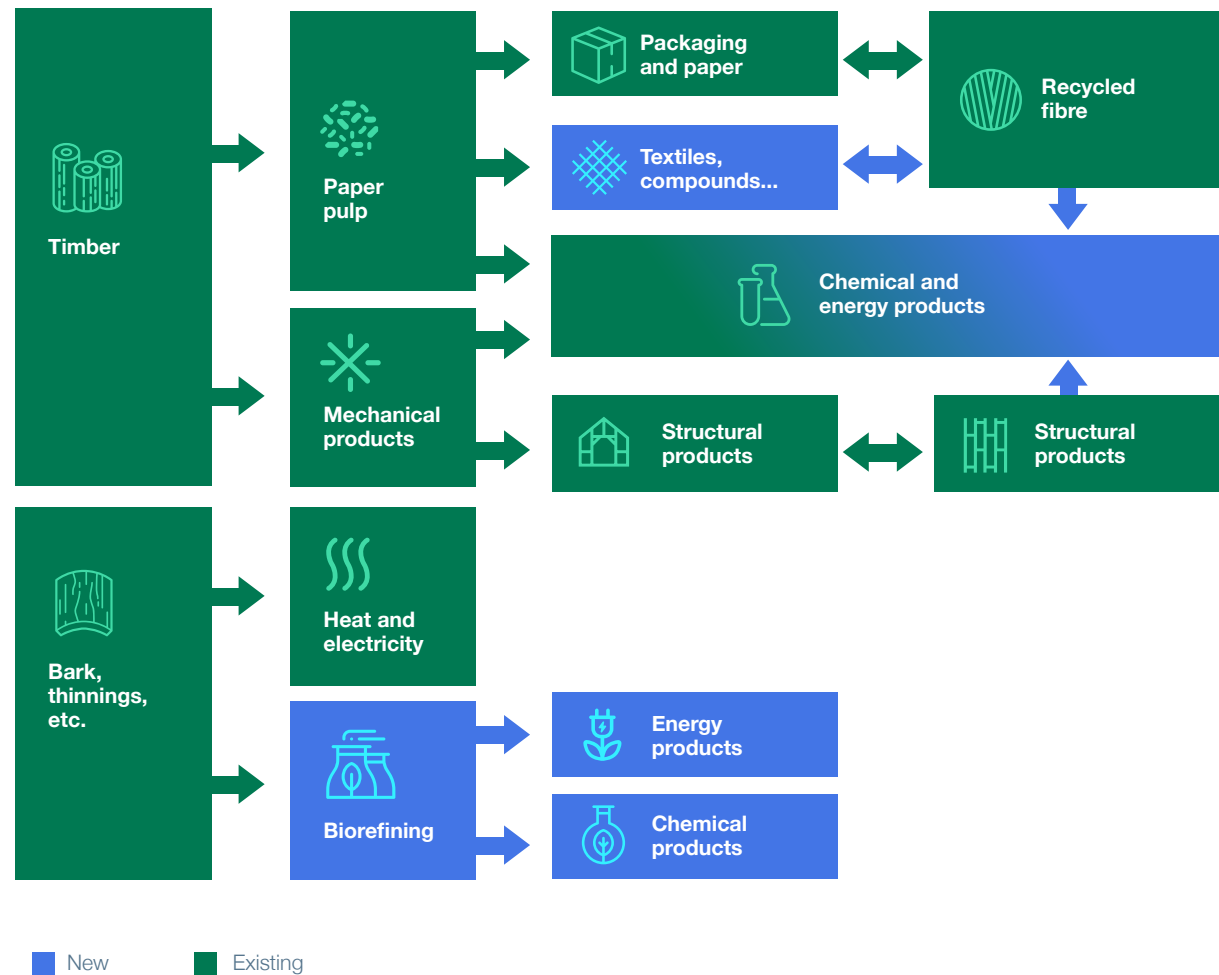 Timber
Paper
pulp
Packaging
and paper
Recycled
fibre
Textiles,
compounds...
Chemical and
energy products
Mechanical
products
Structural
products
Structural
products
Bark,
thinnings,
etc.
Heat and
electricity
Biorefining
Energy
products
Chemical
products
New
Existing